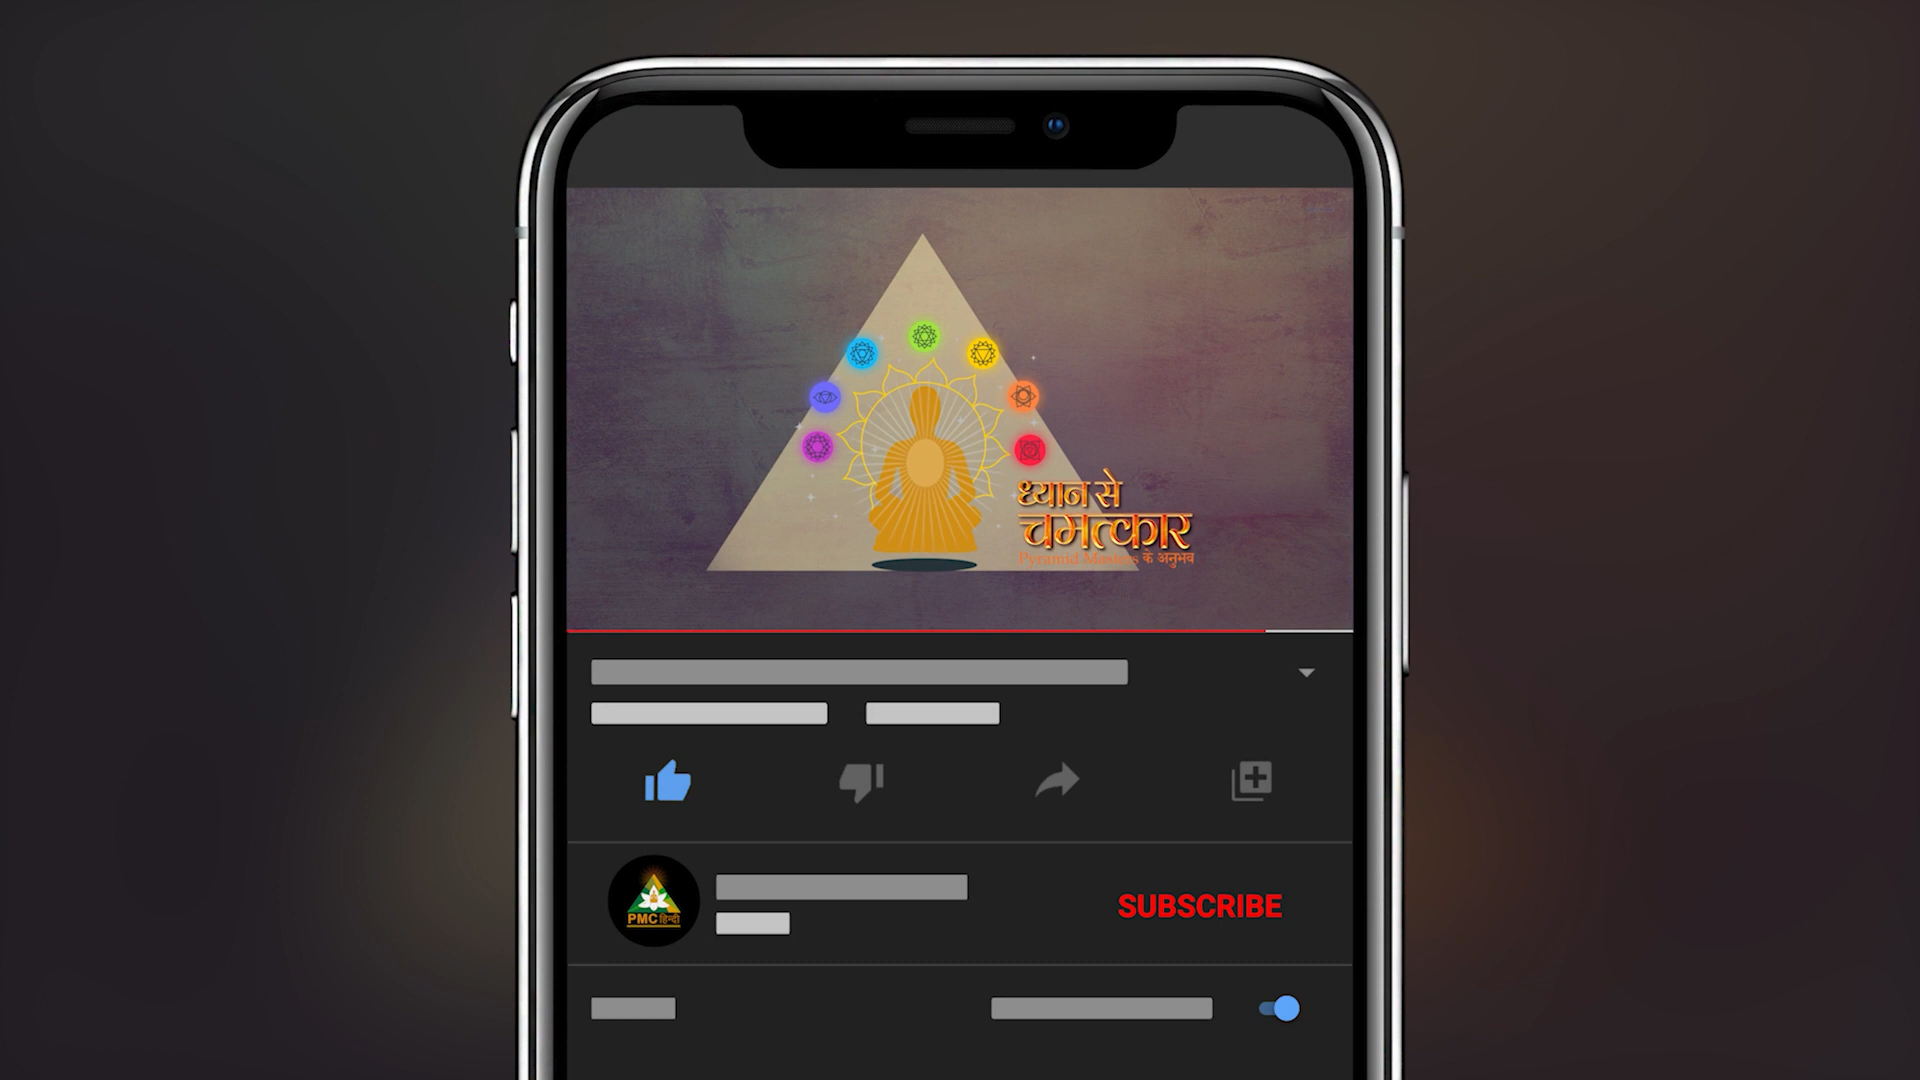 ध्यान से
चमत्कार
Pyramid Masters के अनुभव
PMC हिन्दी
SUBSCRIBE